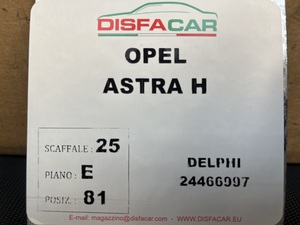 DISFACAR
OPEL
ASTRA H
SCAFFALE: 25
PIANO: E
POSIZ.: 81
DELPHI
24466997
E-mail: magazzino@disfacar.com - WWW.DISFACAR.EU